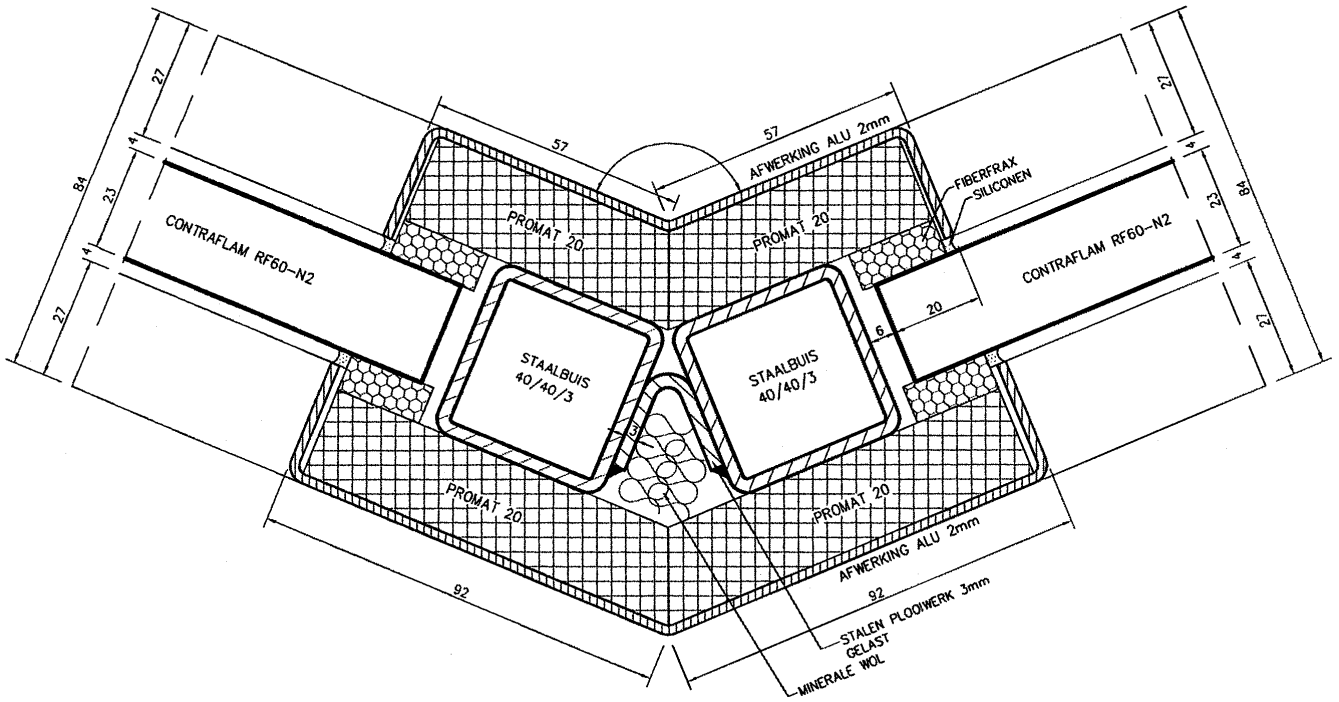 27
4
84
23
4
27
57
57
AFWERKING ALU 2mm
27
4
84
23
4
27
FIBERFRAX
SILICONEN
PROMAT 20
PROMAT 20
CONTRAFLAM RF60-N2
CONTRAFLAM RF60-N2
20
6
STAALBUIS
40/40/3
STAALBUIS
40/40/3
3
PROMAT 20
PROMAT 20
AFWERKING ALU 2mm
92
92
STALEN PLOOIWERK 3mm
GELAST
MINERALE WOL